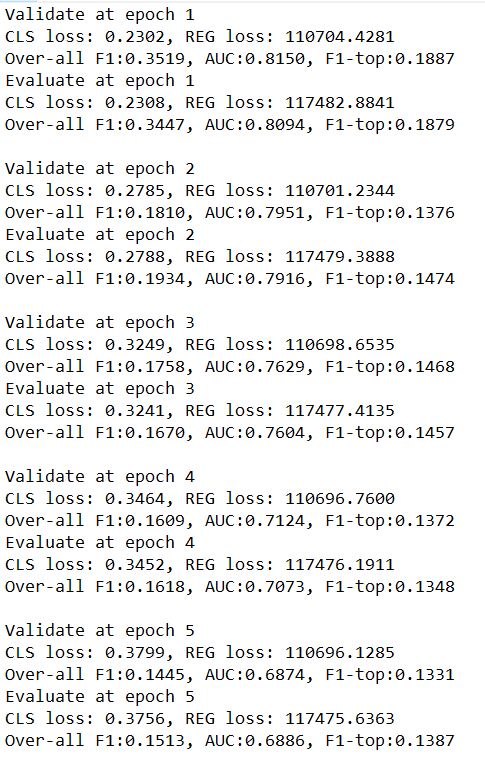 Validate at epoch 1
CLS loss: 0.2302, REG loss: 110704.4281
Over-all F1:0.3519, AUC:0.8150, F1-top:0.1887
Evaluate at epoch 1
CLS loss: 0.2308, REG loss: 117482.8841
Over-all F1:0.3447, AUC:0.8094, F1-top:0.1879
Validate at epoch 2
CLS loss: 0.2785, REG loss: 110701.2344
Over-all F1:0.1810, AUC:0.7951, F1-top:0.1376
Evaluate at epoch 2
CLS loss: 0.2788, REG loss: 117479.3888
Over-all F1:0.1934, AUC:0.7916, F1-top:0.1474
Validate at epoch 3
CLS loss: 0.3249, REG loss: 110698.6535
Over-all F1:0.1758, AUC:0.7629, F1-top:0.1468
Evaluate at epoch 3
CLS loss: 0.3241, REG loss: 117477.4135
Over-all F1:0.1670, AUC:0.7604, F1-top:0.1457
Validate at epoch 4
CLS loss: 0.3464, REG loss: 110696.7600
Over-all F1:0.1609, AUC:0.7124, F1-top:0.1372
Evaluate at epoch 4
CLS loss: 0.3452, REG loss: 117476.1911
Over-all F1:0.1618, AUC:0.7073, F1-top:0.1348
Validate at epoch 5
CLS loss: 0.3799, REG loss: 110696.1285
Over-all F1:0.1445, AUC:0.6874, F1-top:0.1331
Evaluate at epoch 5
CLS loss: 0.3756, REG loss: 117475.6363
Over-all F1:0.1513, AUC:0.6886, F1-top:0.1387